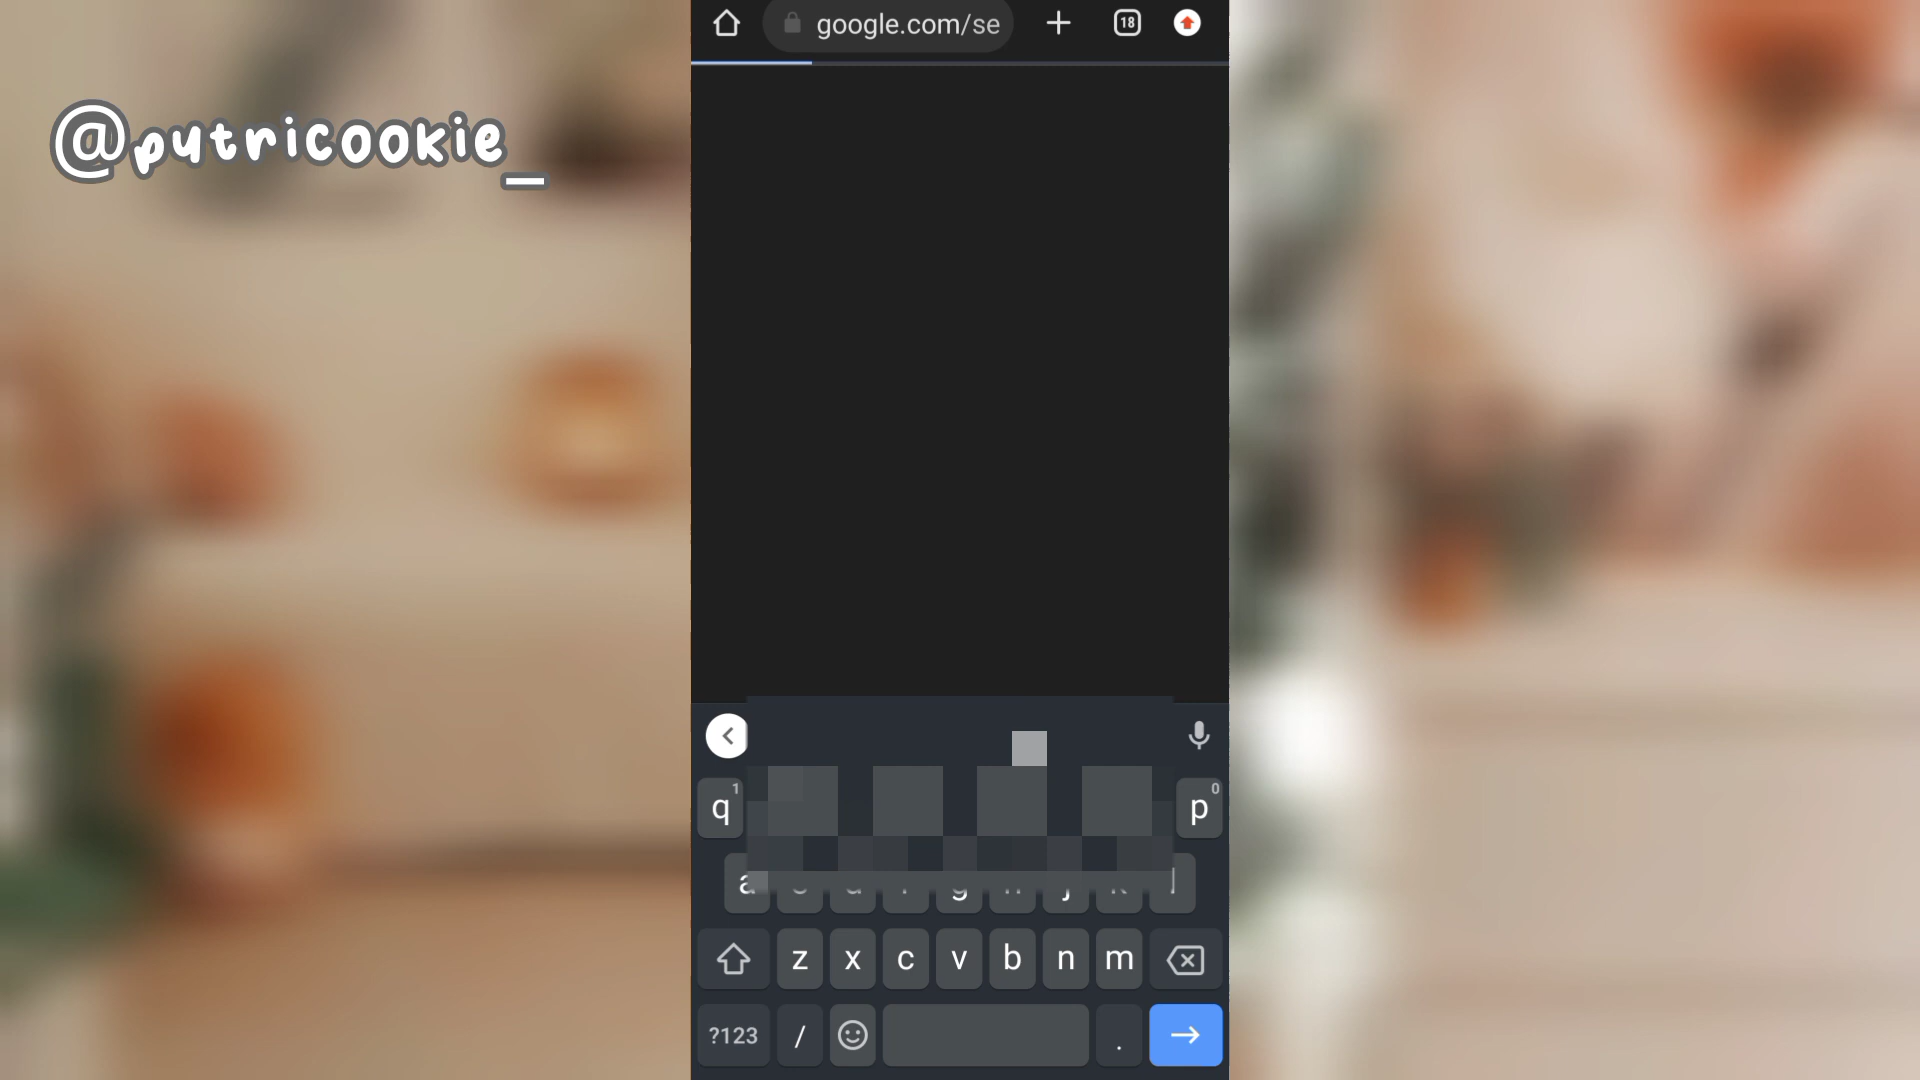 google.com/se
18
@putricookie_
1
0
q
p
a
g
j
z x c v b n m
?123 / .